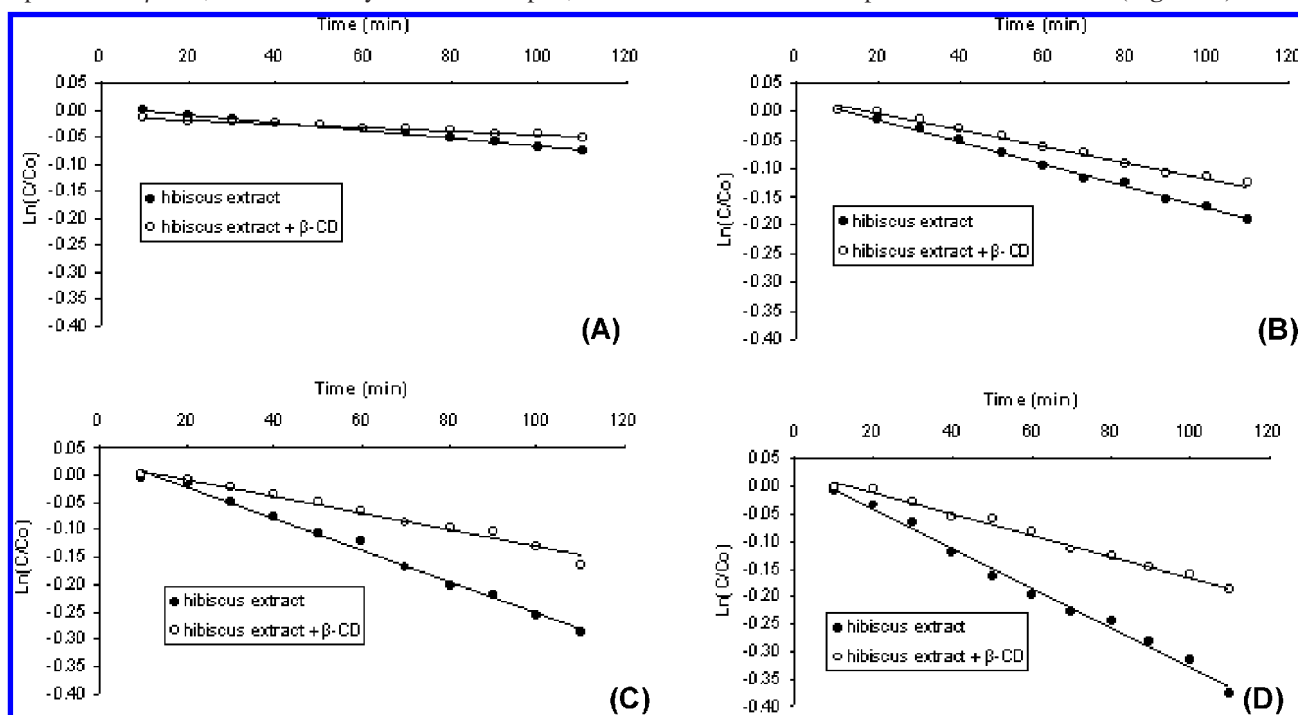 Time (min)
0 20 40 60 80 100 120
0.05
0.00
-0.05
-0.10
-0.15
-0.20
-0.25
-0.30
-0.35
-0.40
Ln(C/Co)
hibiscus extract
hibiscus extract + β-CD
(A)
Time (min)
0 20 40 60 80 100 120
0.05
0.00
-0.05
-0.10
-0.15
-0.20
-0.25
-0.30
-0.35
-0.40
Ln(C/Co)
hibiscus extract
hibiscus extract + β-CD
(B)
Time (min)
0 20 40 60 80 100 120
0.05
0.00
-0.05
-0.10
-0.15
-0.20
-0.25
-0.30
-0.35
-0.40
Ln(C/Co)
hibiscus extract
hibiscus extract + β-CD
(C)
Time (min)
0 20 40 60 80 100 120
0.05
0.00
-0.05
-0.10
-0.15
-0.20
-0.25
-0.30
-0.35
-0.40
Ln(C/Co)
hibiscus extract
hibiscus extract + β-CD
(D)